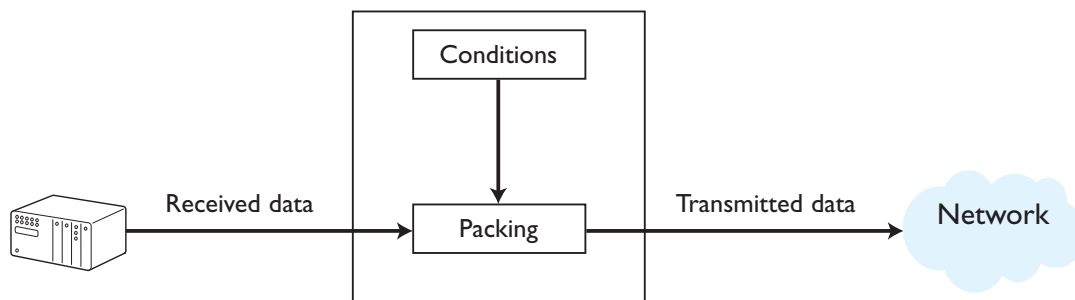 Conditions
Received data
Packing
Transmitted data
Network